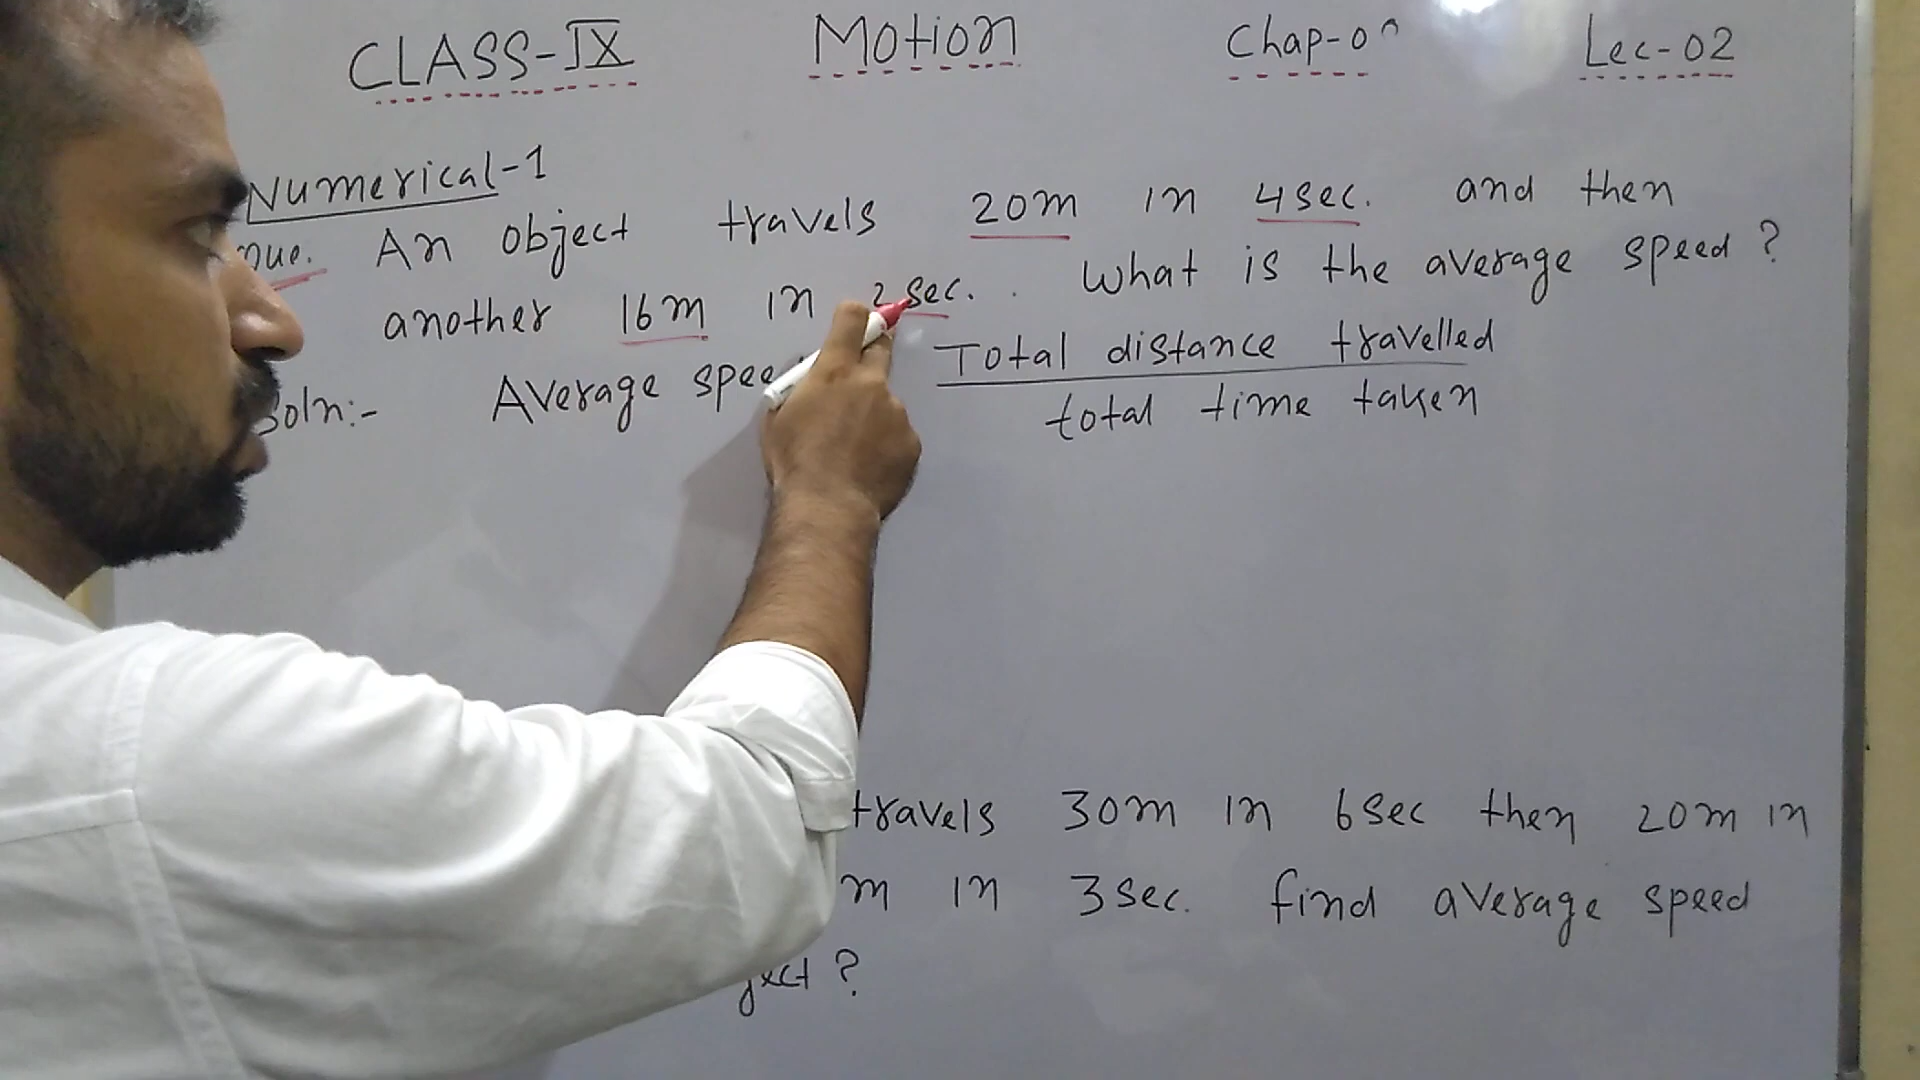 CLASS-IX Motion Chap-0 Lec-02
Numerical-1
Que. An object travels 20m in 4sec. and then
another 16m in 2sec. What is the average speed?
Soln:- Average spee Total distance travelled
total time taken
travels 30m in 6sec then 20m in
m in 3sec. find average speed
ject?